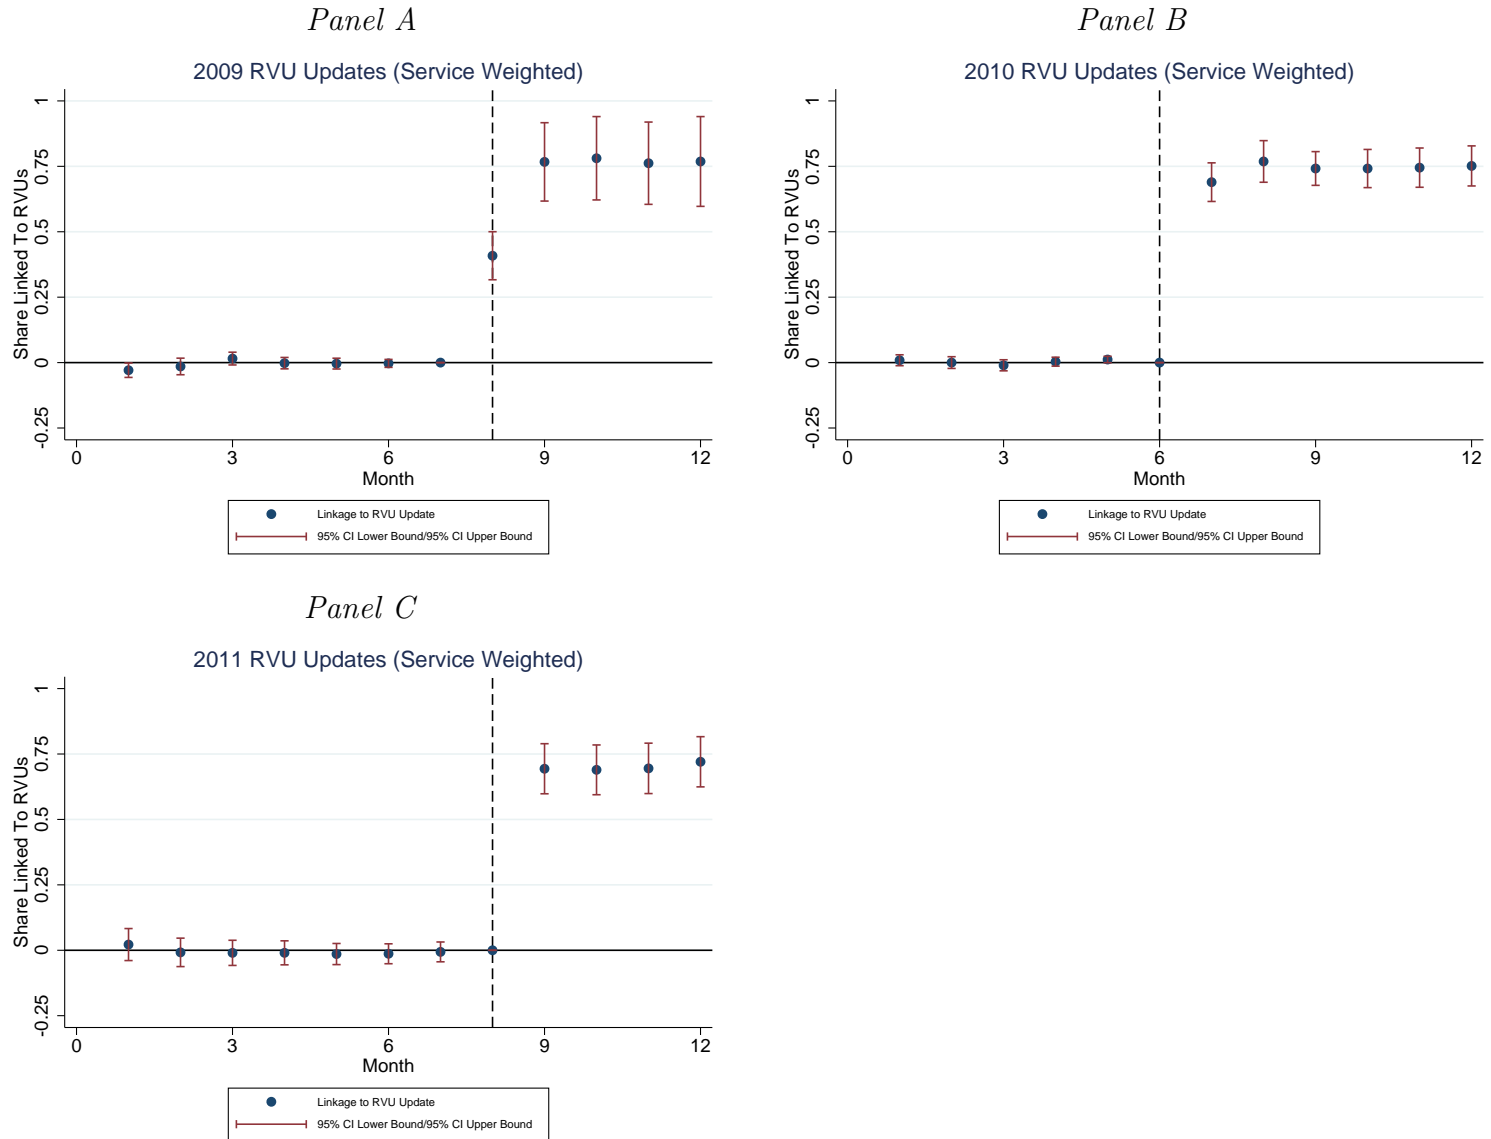 Panel A
2009 RVU Updates (Service Weighted)
Share Linked To RVUs
1
0.75
0.5
0.25
0
-0.25
0 3 6 9 12
Month
Linkage to RVU Update
95% CI Lower Bound/95% CI Upper Bound
Panel B
2010 RVU Updates (Service Weighted)
Share Linked To RVUs
1
0.75
0.5
0.25
0
-0.25
0 3 6 9 12
Month
Linkage to RVU Update
95% CI Lower Bound/95% CI Upper Bound
Panel C
2011 RVU Updates (Service Weighted)
Share Linked To RVUs
1
0.75
0.5
0.25
0
-0.25
0 3 6 9 12
Month
Linkage to RVU Update
95% CI Lower Bound/95% CI Upper Bound